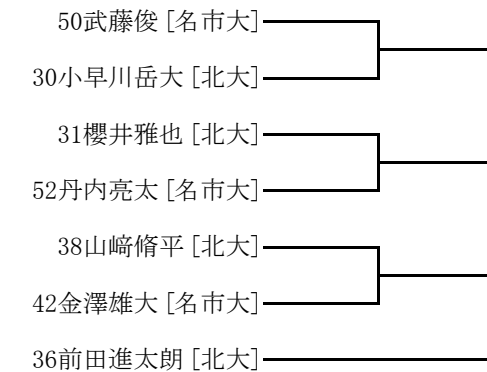 50武藤俊 [名市大]
30小早川岳大 [北大]
31櫻井雅也 [北大]
52丹内亮太 [名市大]
38山﨑脩平 [北大]
42金澤雄大 [名市大]
36前田進太朗 [北大]